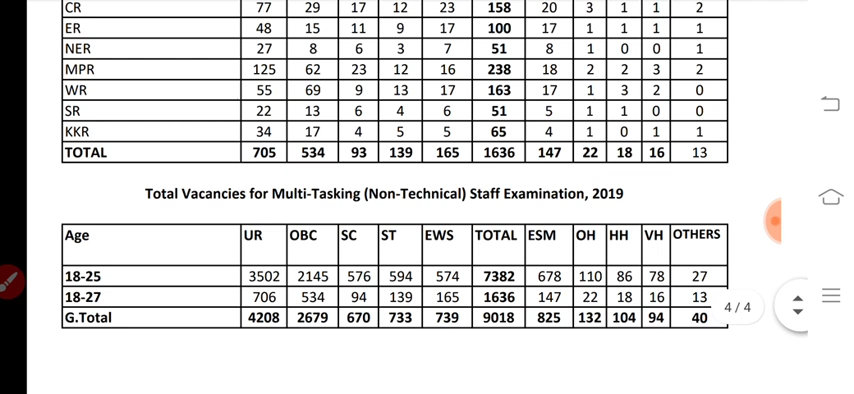 CR 77 29 17 12 23 158 20 3 1 1 2
ER 48 15 11 9 17 100 17 1 1 1 1
NER 27 8 6 3 7 51 8 1 0 0 1
MPR 125 62 23 12 16 238 18 2 2 3 2
WR 55 69 9 13 17 163 17 1 3 2 0
SR 22 13 6 4 6 51 5 1 1 0 0
KKR 34 17 4 5 5 65 4 1 0 1 1
TOTAL 705 534 93 139 165 1636 147 22 18 16 13
Total Vacancies for Multi-Tasking (Non-Technical) Staff Examination, 2019
Age UR OBC SC ST EWS TOTAL ESM OH HH VH OTHERS
18-25 3502 2145 576 594 574 7382 678 110 86 78 27
18-27 706 534 94 139 165 1636 147 22 18 16 13
G.Total 4208 2679 670 733 739 9018 825 132 104 94 40
4 / 4